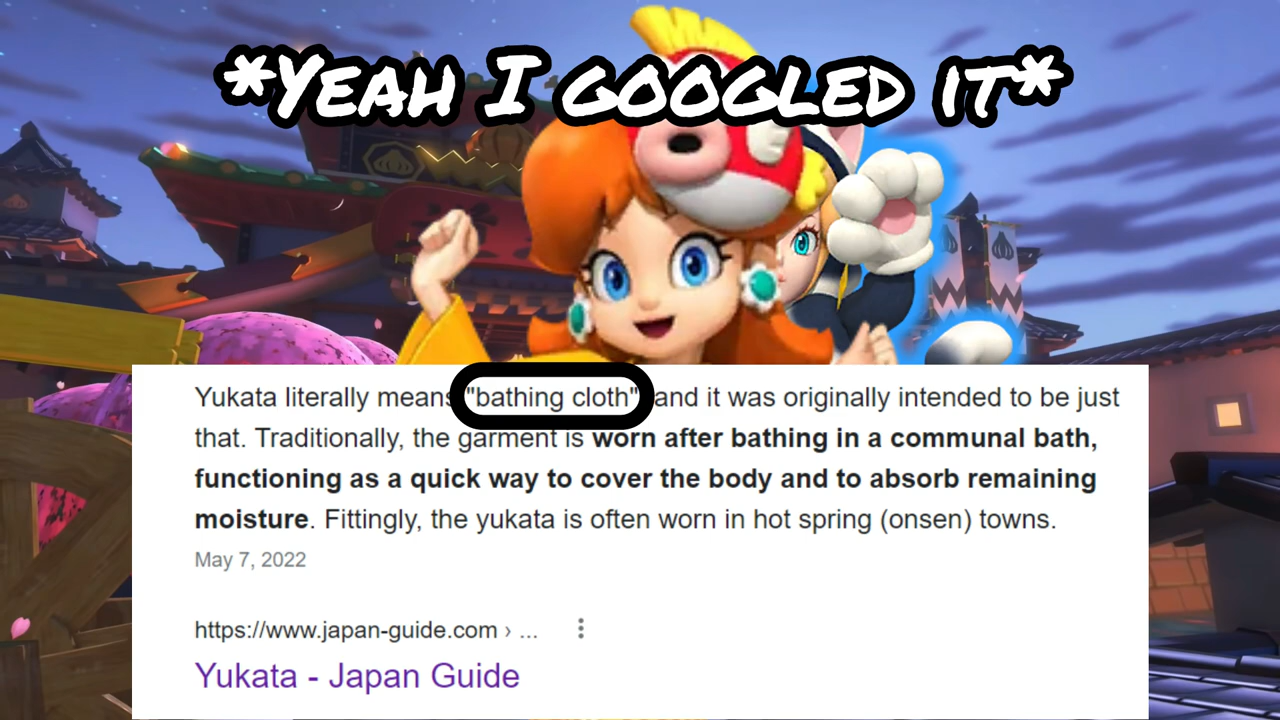 *Yeah I googled it*
Yukata literally means "bathing cloth" and it was originally intended to be just
that. Traditionally, the garment is worn after bathing in a communal bath,
functioning as a quick way to cover the body and to absorb remaining
moisture. Fittingly, the yukata is often worn in hot spring (onsen) towns.
May 7, 2022
https://www.japan-guide.com › ...
Yukata - Japan Guide